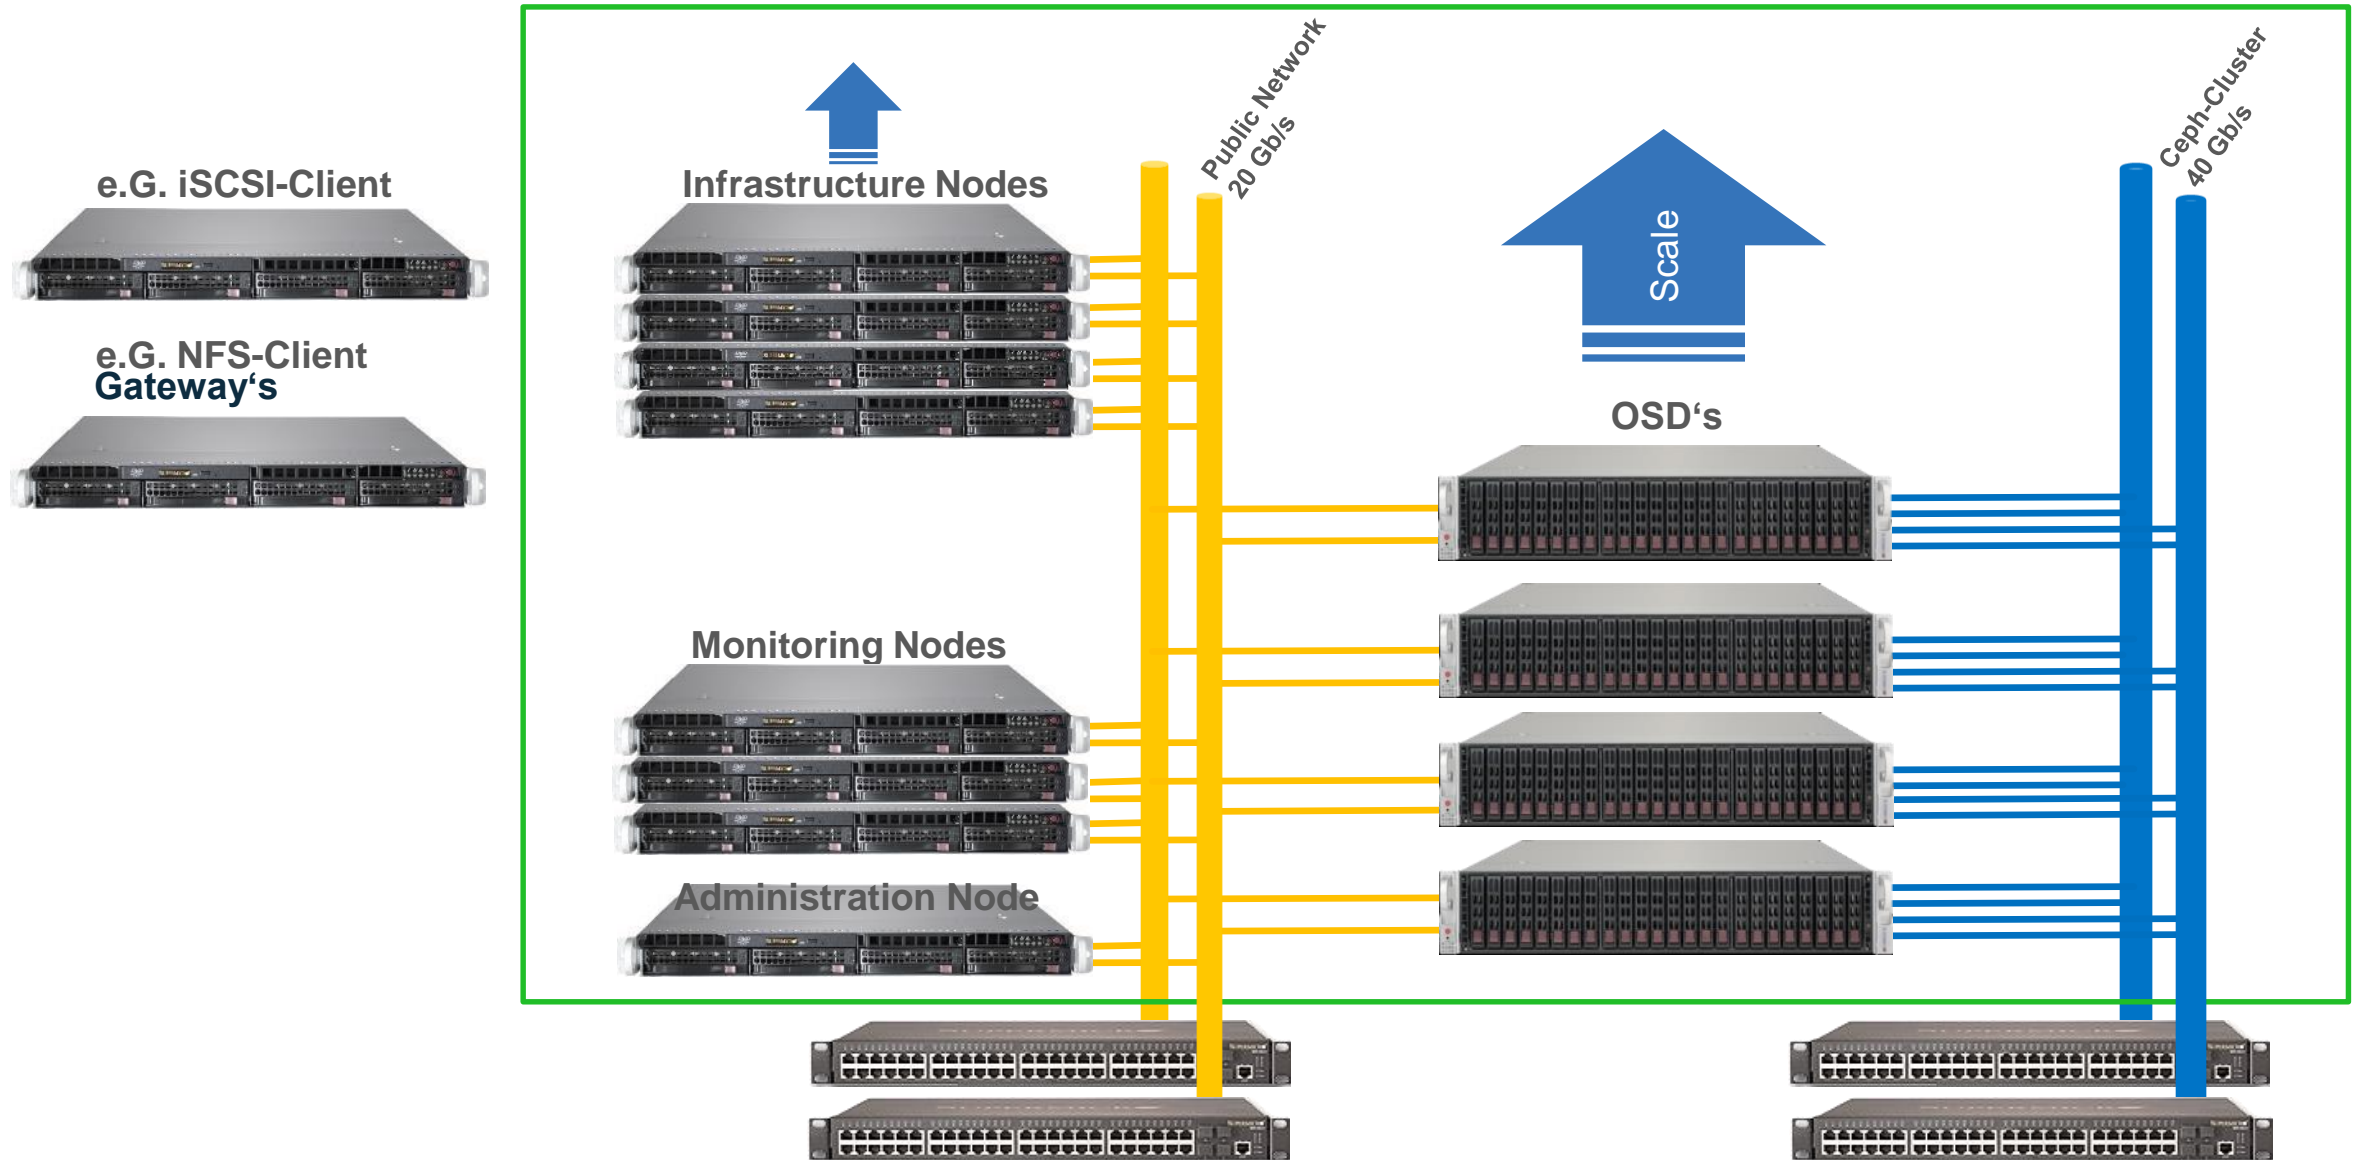 e.G. iSCSI-Client
e.G. NFS-Client
Gateway‘s
Infrastructure Nodes
Monitoring Nodes
Administration Node
Public Network
20 Gb/s
Scale
OSD‘s
Ceph-Cluster
40 Gb/s